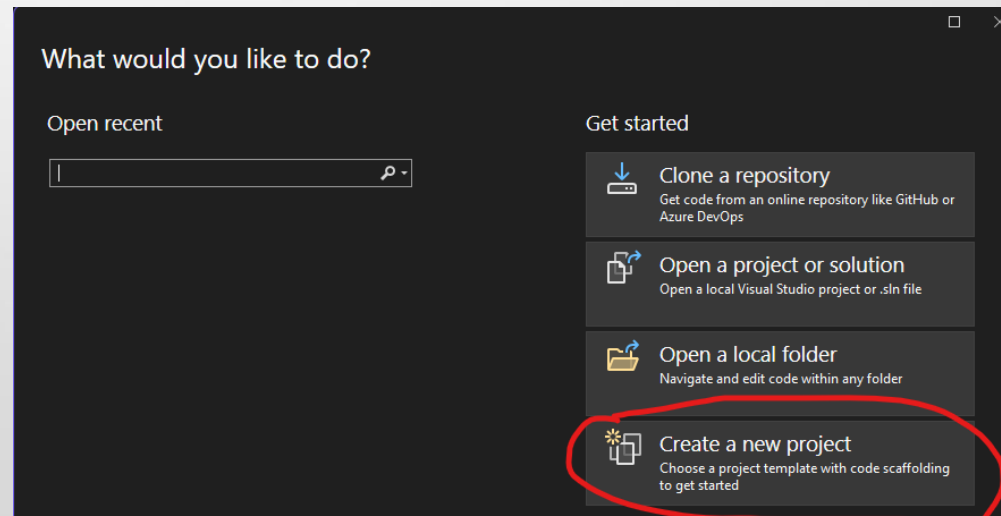 What would you like to do?
Open recent
Get started
Clone a repository
Get code from an online repository like GitHub or
Azure DevOps
Open a project or solution
Open a local Visual Studio project or .sln file
Open a local folder
Navigate and edit code within any folder
Create a new project
Choose a project template with code scaffolding
to get started